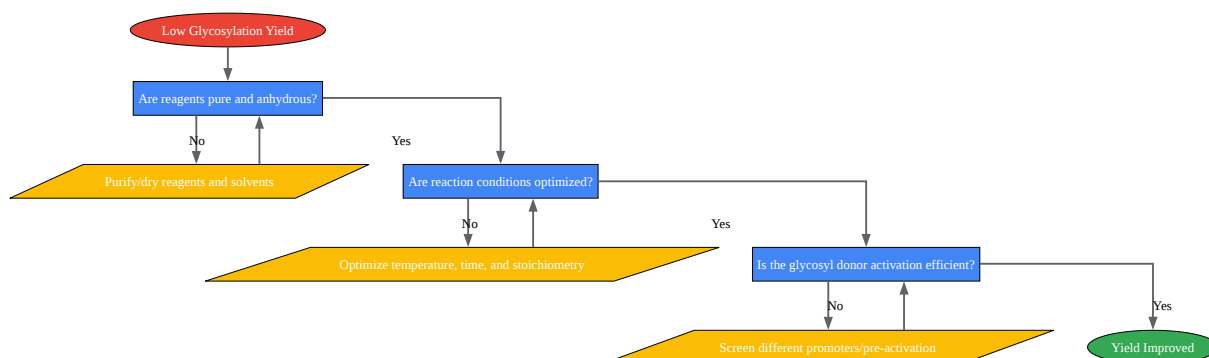 Low Glycosylation Yield
Are reagents pure and anhydrous?
No
Yes
Purify/dry reagents and solvents
Are reaction conditions optimized?
No
Yes
Optimize temperature, time, and stoichiometry
Is the glycosyl donor activation efficient?
No
Yes
Screen different promoters/pre-activation
Yield Improved